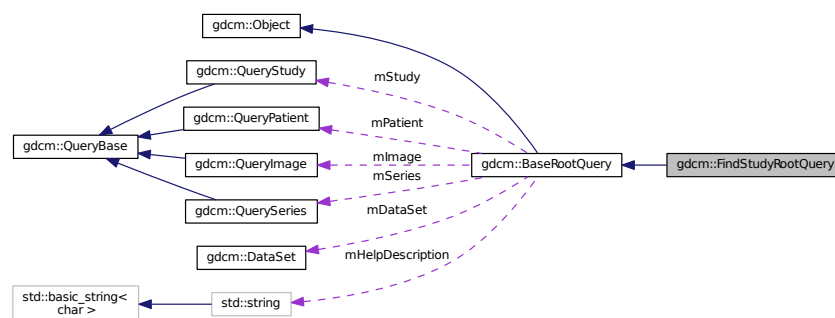 gdcm::Object
gdcm::QueryStudy
mStudy
gdcm::QueryPatient
mPatient
gdcm::QueryBase
gdcm::QueryImage
mImage
gdcm::BaseRootQuery
gdcm::FindStudyRootQuery
mSeries
gdcm::QuerySeries
mDataSet
gdcm::DataSet
mHelpDescription
std::basic_string<
char >
std::string